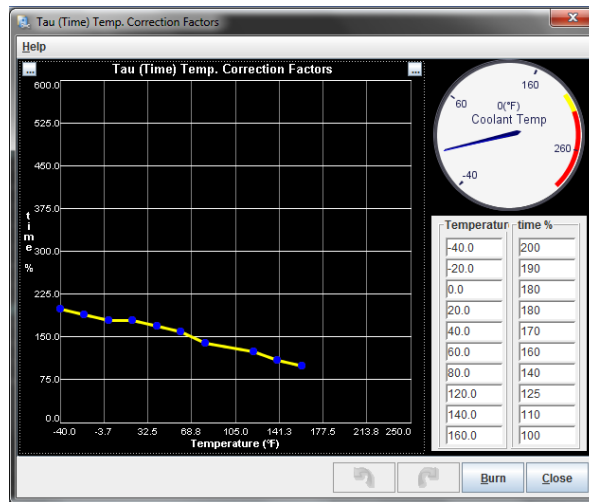 Tau (Time) Temp. Correction Factors
Help
... Tau (Time) Temp. Correction Factors ...
600.0
525.0
450.0
375.0
300.0
225.0
150.0
75.0
0.0
time %
-40.0 -3.7 32.5 68.7 105.0 141.3 177.5 213.8 250.0
Temperature (°F)
160
60
0(°F)
Coolant Temp
260
-40
Temperatur time %
-40.0 200
-20.0 190
0.0 180
20.0 180
40.0 170
60.0 160
80.0 140
120.0 125
140.0 110
160.0 100
Burn Close